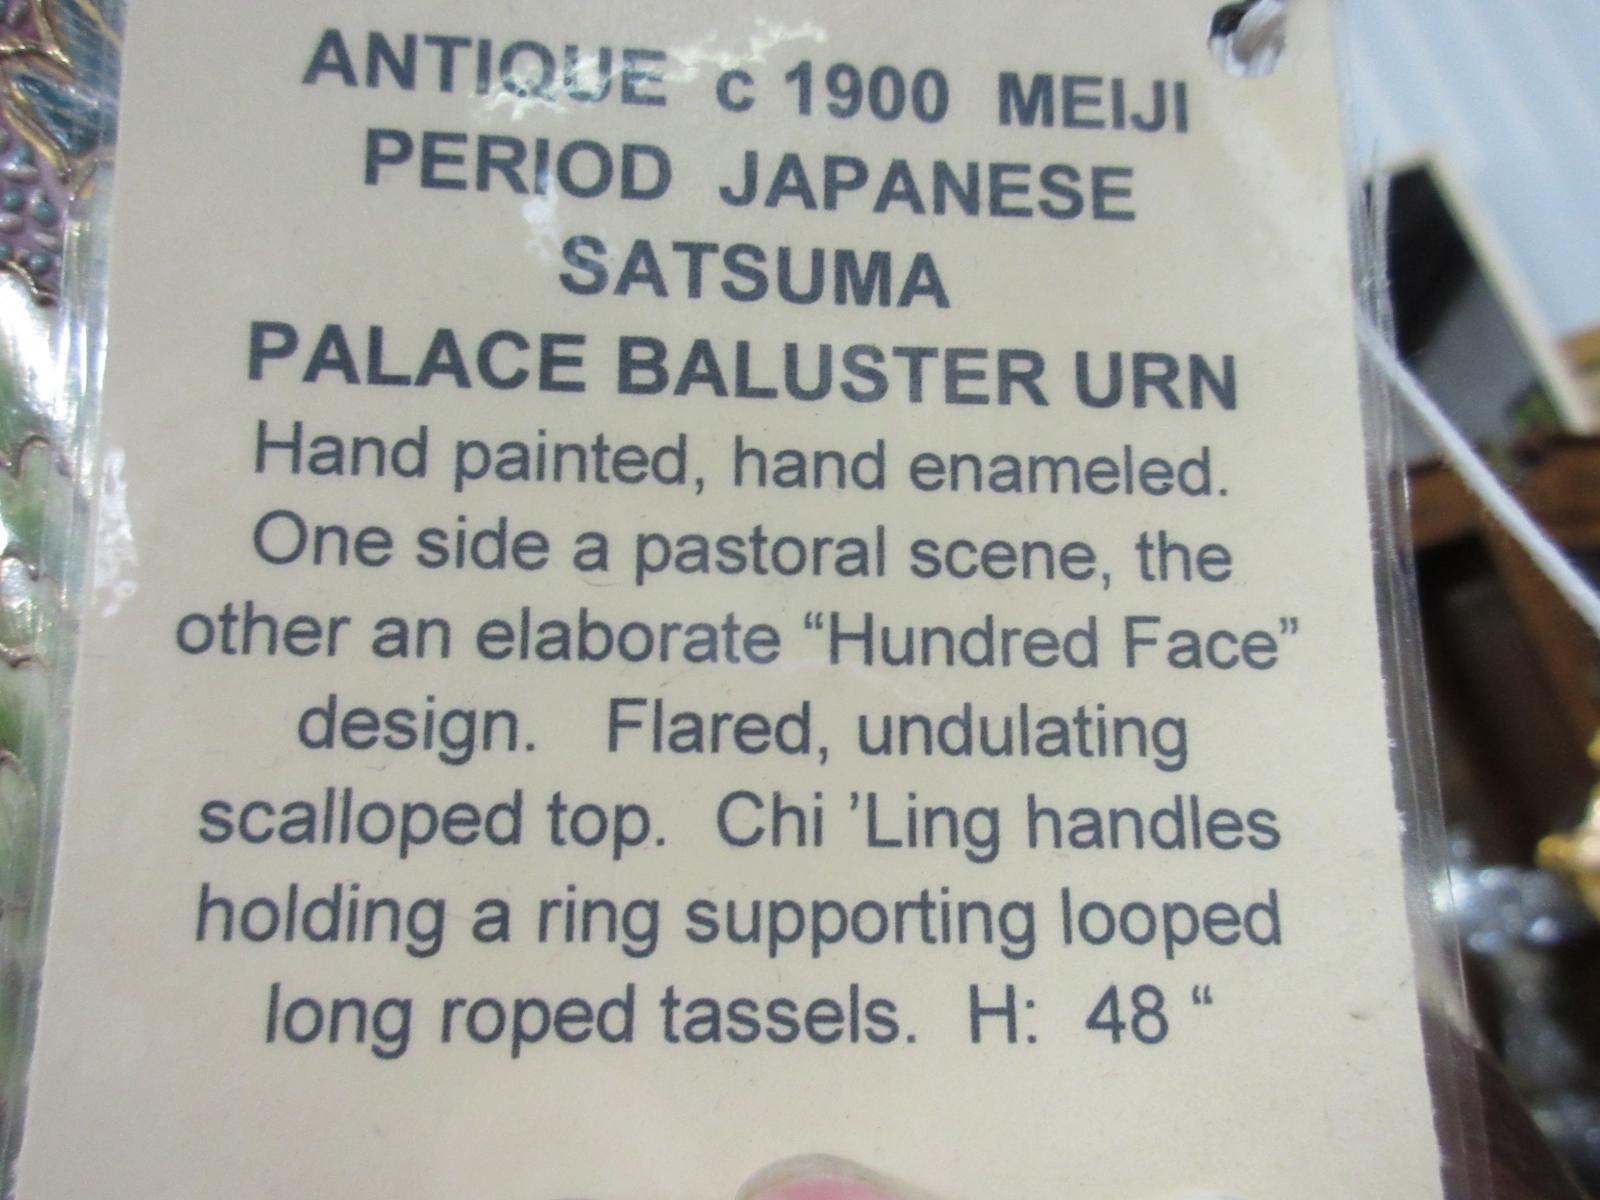 ANTIQUE c 1900 MEIJI
PERIOD JAPANESE
SATSUMA
PALACE BALUSTER URN
Hand painted, hand enameled.
One side a pastoral scene, the
other an elaborate “Hundred Face”
design. Flared, undulating
scalloped top. Chi ’Ling handles
holding a ring supporting looped
long roped tassels. H: 48 “